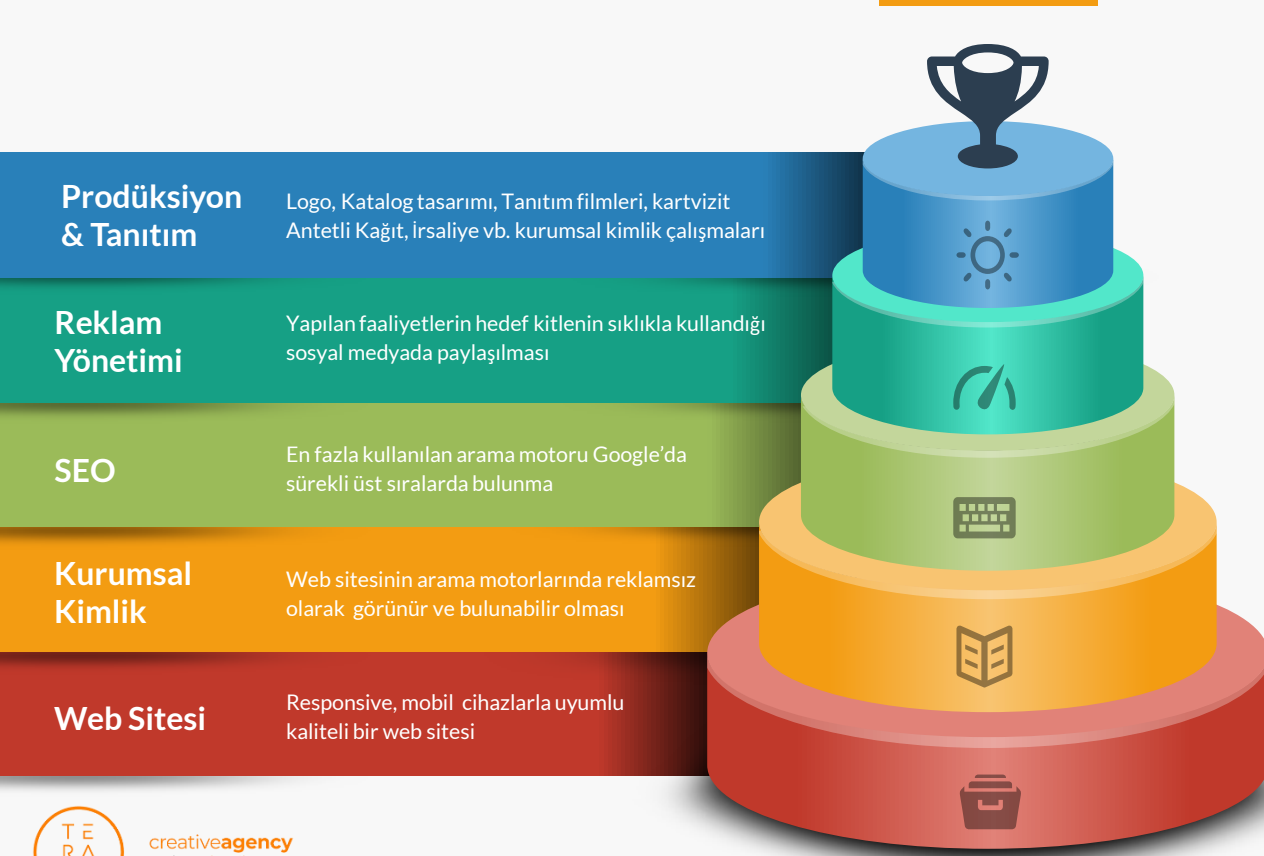 Prodüksiyon
& Tanıtım
Logo, Katalog tasarımı, Tanıtım filmleri, kartvizit
Antetli Kağıt, İrsaliye vb. kurumsal kimlik çalışmaları
Reklam
Yönetimi
Yapılan faaliyetlerin hedef kitlenin sıklıkla kullandığı
sosyal medyada paylaşılması
SEO
En fazla kullanılan arama motoru Google’da
sürekli üst sıralarda bulunma
Kurumsal
Kimlik
Web sitesinin arama motorlarında reklamsız
olarak görünür ve bulunabilir olması
Web Sitesi
Responsive, mobil cihazlarla uyumlu
kaliteli bir web sitesi
TE
RA
creativeagency